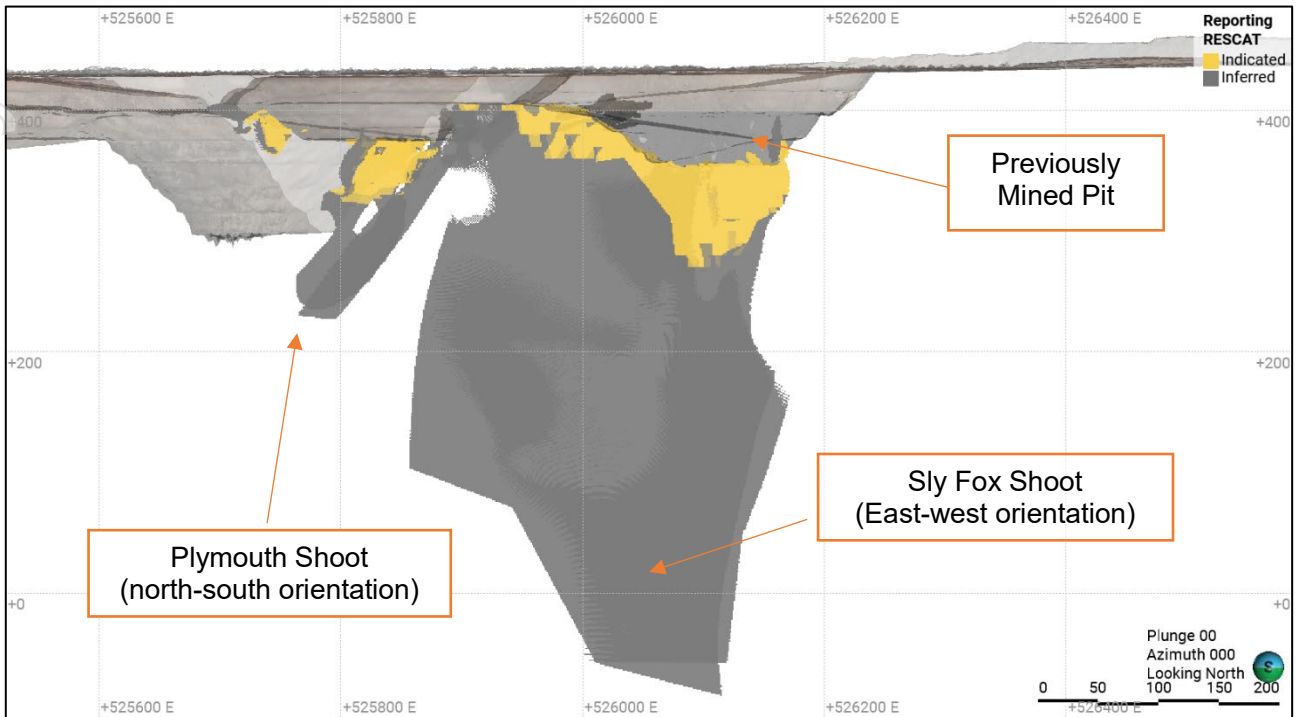 +525600 E
+525800 E
+526000 E
+526200 E
+526400 E
Reporting
RESCAT
Indicated
Inferred
+400
+400
Previously
Mined Pit
+200
+200
Sly Fox Shoot
(East-west orientation)
Plymouth Shoot
(north-south orientation)
+0
+0
Plunge 00
Azimuth 000
Looking North
S
0 50 100 150 200
+525600 E
+525800 E
+526000 E
+526200 E
+526400 E